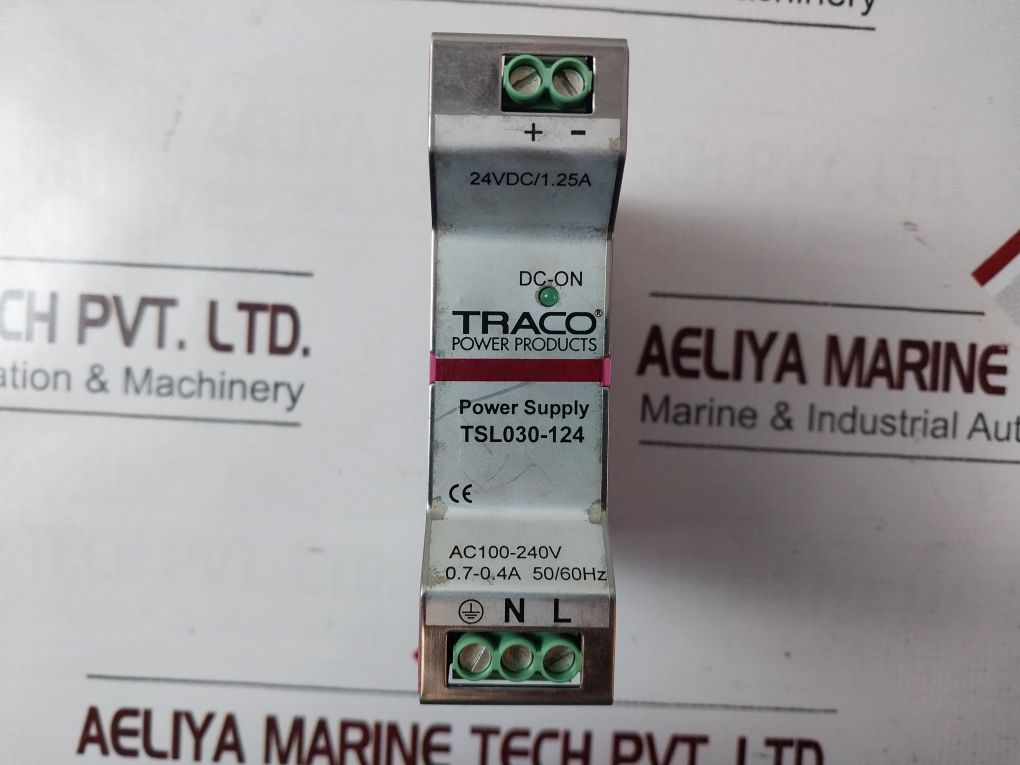 + -
24VDC/1.25A
DC-ON
TRACO®
POWER PRODUCTS
Power Supply
TSL030-124
CE
AC100-240V
0.7-0.4A 50/60Hz
N L
CH PVT. LTD.
ation & Machinery
AELIYA MARINE
Marine & Industrial Aut
AELIYA MARINE TECH PVT. LTD.